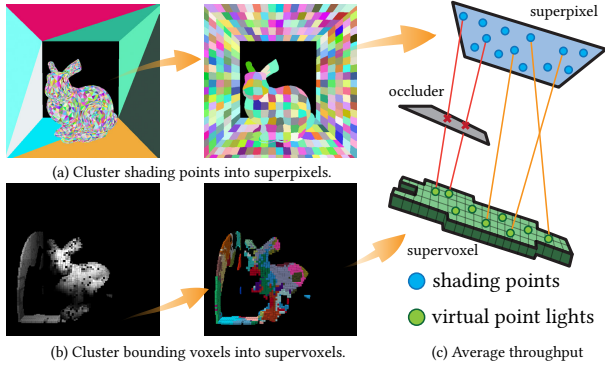 superpixel
occluder
(a) Cluster shading points into superpixels.
supervoxel
shading points
virtual point lights
(b) Cluster bounding voxels into supervoxels.
(c) Average throughput